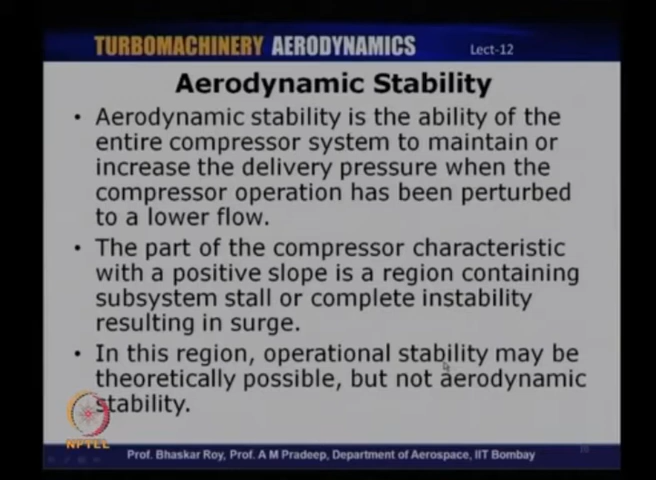 TURBOMACHINERY AERODYNAMICS Lect-12
Aerodynamic Stability
• Aerodynamic stability is the ability of the
entire compressor system to maintain or
increase the delivery pressure when the
compressor operation has been perturbed
to a lower flow.
• The part of the compressor characteristic
with a positive slope is a region containing
subsystem stall or complete instability
resulting in surge.
• In this region, operational stability may be
theoretically possible, but not aerodynamic
stability.
NPTEL
Prof. Bhaskar Roy, Prof. A M Pradeep, Department of Aerospace, IIT Bombay